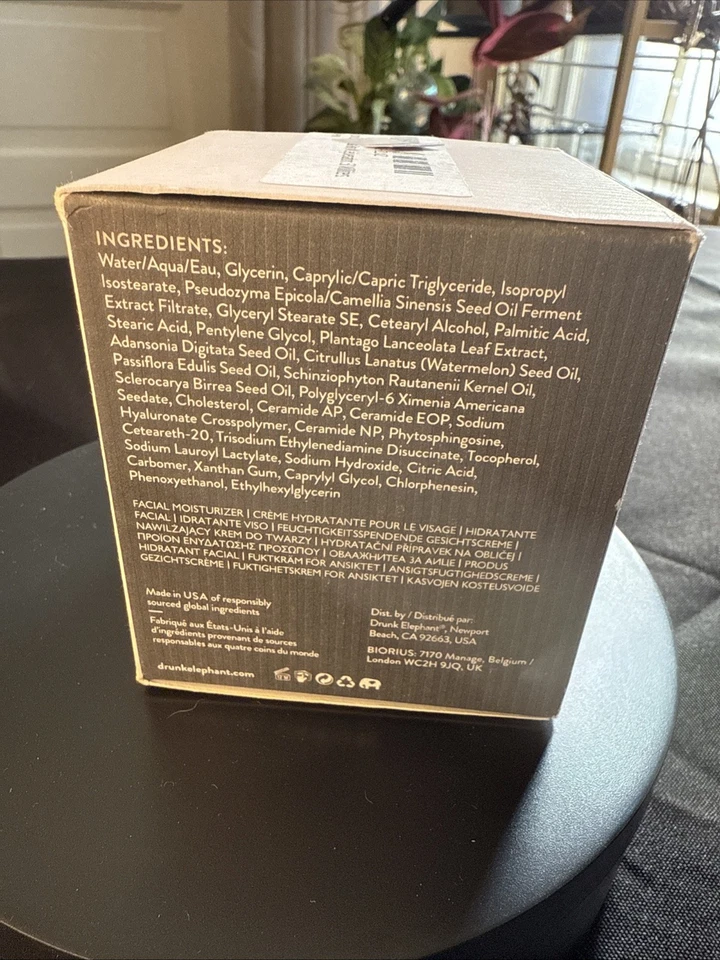 INGREDIENTS:
Water/Aqua/Eau, Glycerin, Caprylic/Capric Triglyceride, Isopropyl
Isostearate, Pseudozyma Epicola/Camellia Sinensis Seed Oil Ferment
Extract Filtrate, Glyceryl Stearate SE, Cetearyl Alcohol, Palmitic Acid,
Stearic Acid, Pentylene Glycol, Plantago Lanceolata Leaf Extract,
Adansonia Digitata Seed Oil, Citrullus Lanatus (Watermelon) Seed Oil,
Passiflora Edulis Seed Oil, Schinziophyton Rautanenii Kernel Oil,
Sclerocarya Birrea Seed Oil, Polyglyceryl-6 Ximenia Americana
Seedate, Cholesterol, Ceramide AP, Ceramide EOP, Sodium
Hyaluronate Crosspolymer, Ceramide NP, Phytosphingosine,
Ceteareth-20, Trisodium Ethylenediamine Disuccinate, Tocopherol,
Sodium Lauroyl Lactylate, Sodium Hydroxide, Citric Acid,
Carbomer, Xanthan Gum, Caprylyl Glycol, Chlorphenesin,
Phenoxyethanol, Ethylhexylglycerin
FACIAL MOISTURIZER | CRÈME HYDRATANTE POUR LE VISAGE | HIDRATANTE
FACIAL | IDRATANTE VISO | FEUCHTIGKEITSSPENDENDE GESICHTSCREME |
NAWILŻAJĄCY KREM DO TWARZY | HYDRATAČNÍ PŘÍPRAVEK NA OBLIČEJ |
ΠΡΟΪΟΝ ΕΝΥΔΑΤΩΣΗΣ ΠΡΟΣΩΠΟΥ | ОВЛАЖНИТЕЛ ЗА ЛИЦЕ | PRODUS
HIDRATANT FACIAL | FUKTKRÄM FÖR ANSIKTET | ANSIGTSFUGTIGHEDSCREME |
GEZICHTSCRÈME | FUKTIGHETSKREM FOR ANSIKTET | KASVOJEN KOSTEUSVOIDE
Made in USA of responsibly
sourced global ingredients
Fabriqué aux États-Unis à l'aide
d'ingrédients provenant de sources
responsables aux quatre coins du monde
drunkelephant.com
Dist. by / Distribué par:
Drunk Elephant®, Newport
Beach, CA 92663, USA
BIORIUS: 7170 Manage, Belgium /
London WC2H 9JQ, UK